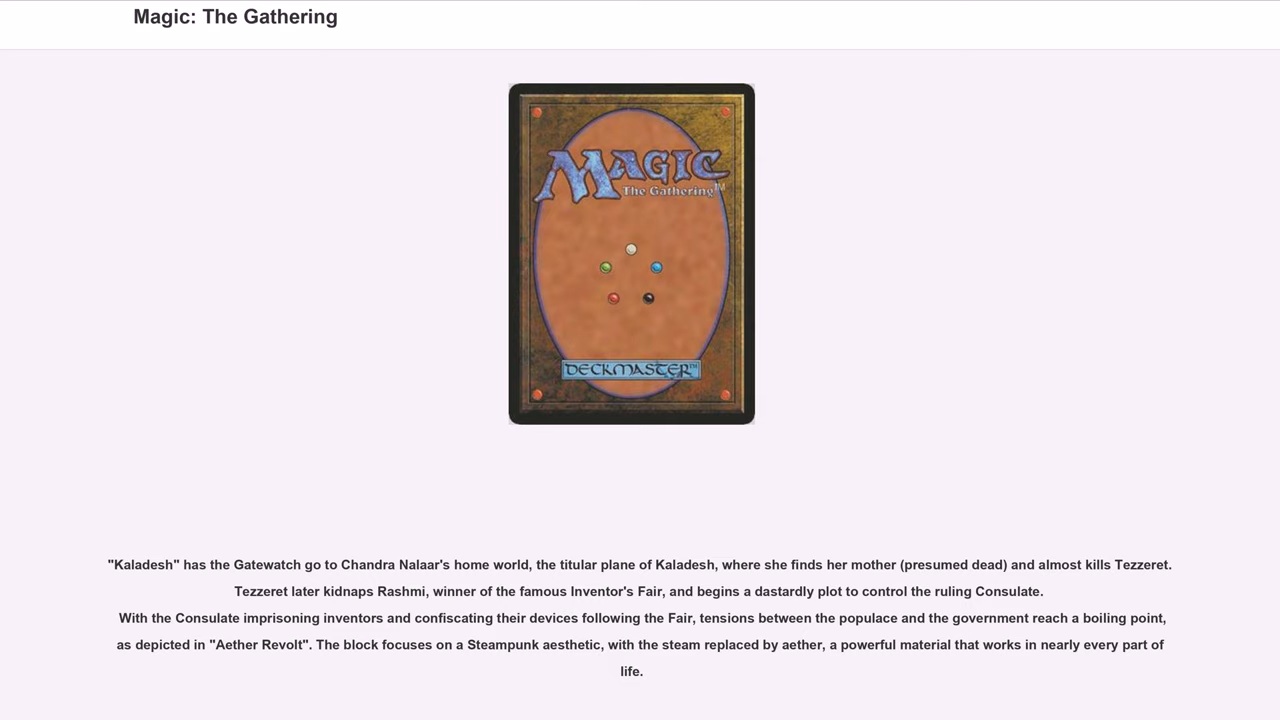 Magic: The Gathering
MAGIC
The Gathering™
DECKMASTER™
"Kaladesh" has the Gatewatch go to Chandra Nalaar's home world, the titular plane of Kaladesh, where she finds her mother (presumed dead) and almost kills Tezzeret.
Tezzeret later kidnaps Rashmi, winner of the famous Inventor's Fair, and begins a dastardly plot to control the ruling Consulate.
With the Consulate imprisoning inventors and confiscating their devices following the Fair, tensions between the populace and the government reach a boiling point,
as depicted in "Aether Revolt". The block focuses on a Steampunk aesthetic, with the steam replaced by aether, a powerful material that works in nearly every part of
life.